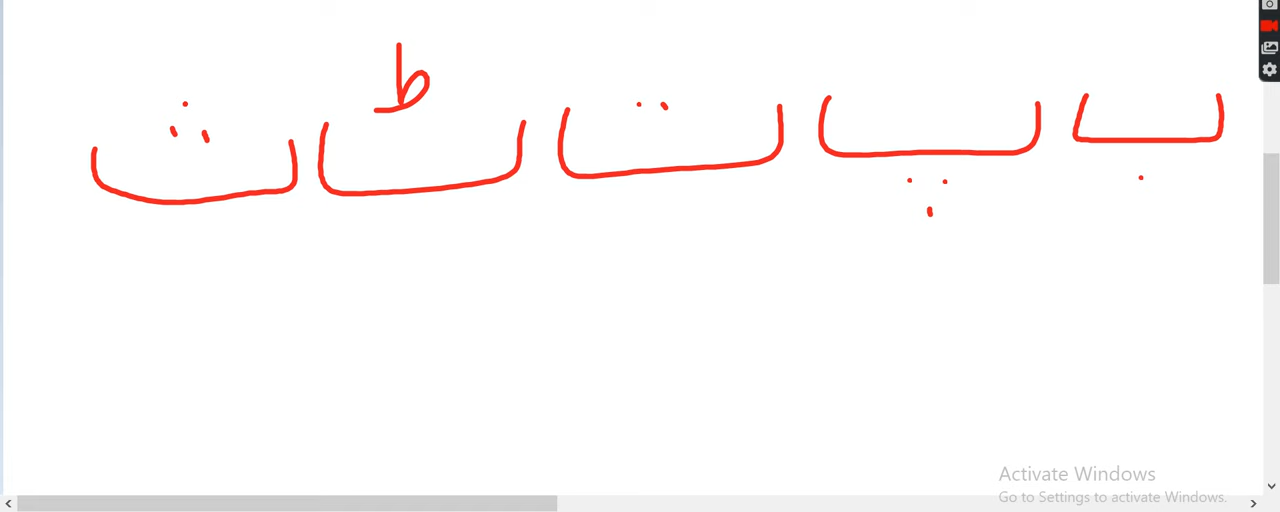 ب پ ت ٹ ث
Activate Windows
Go to Settings to activate Windows.